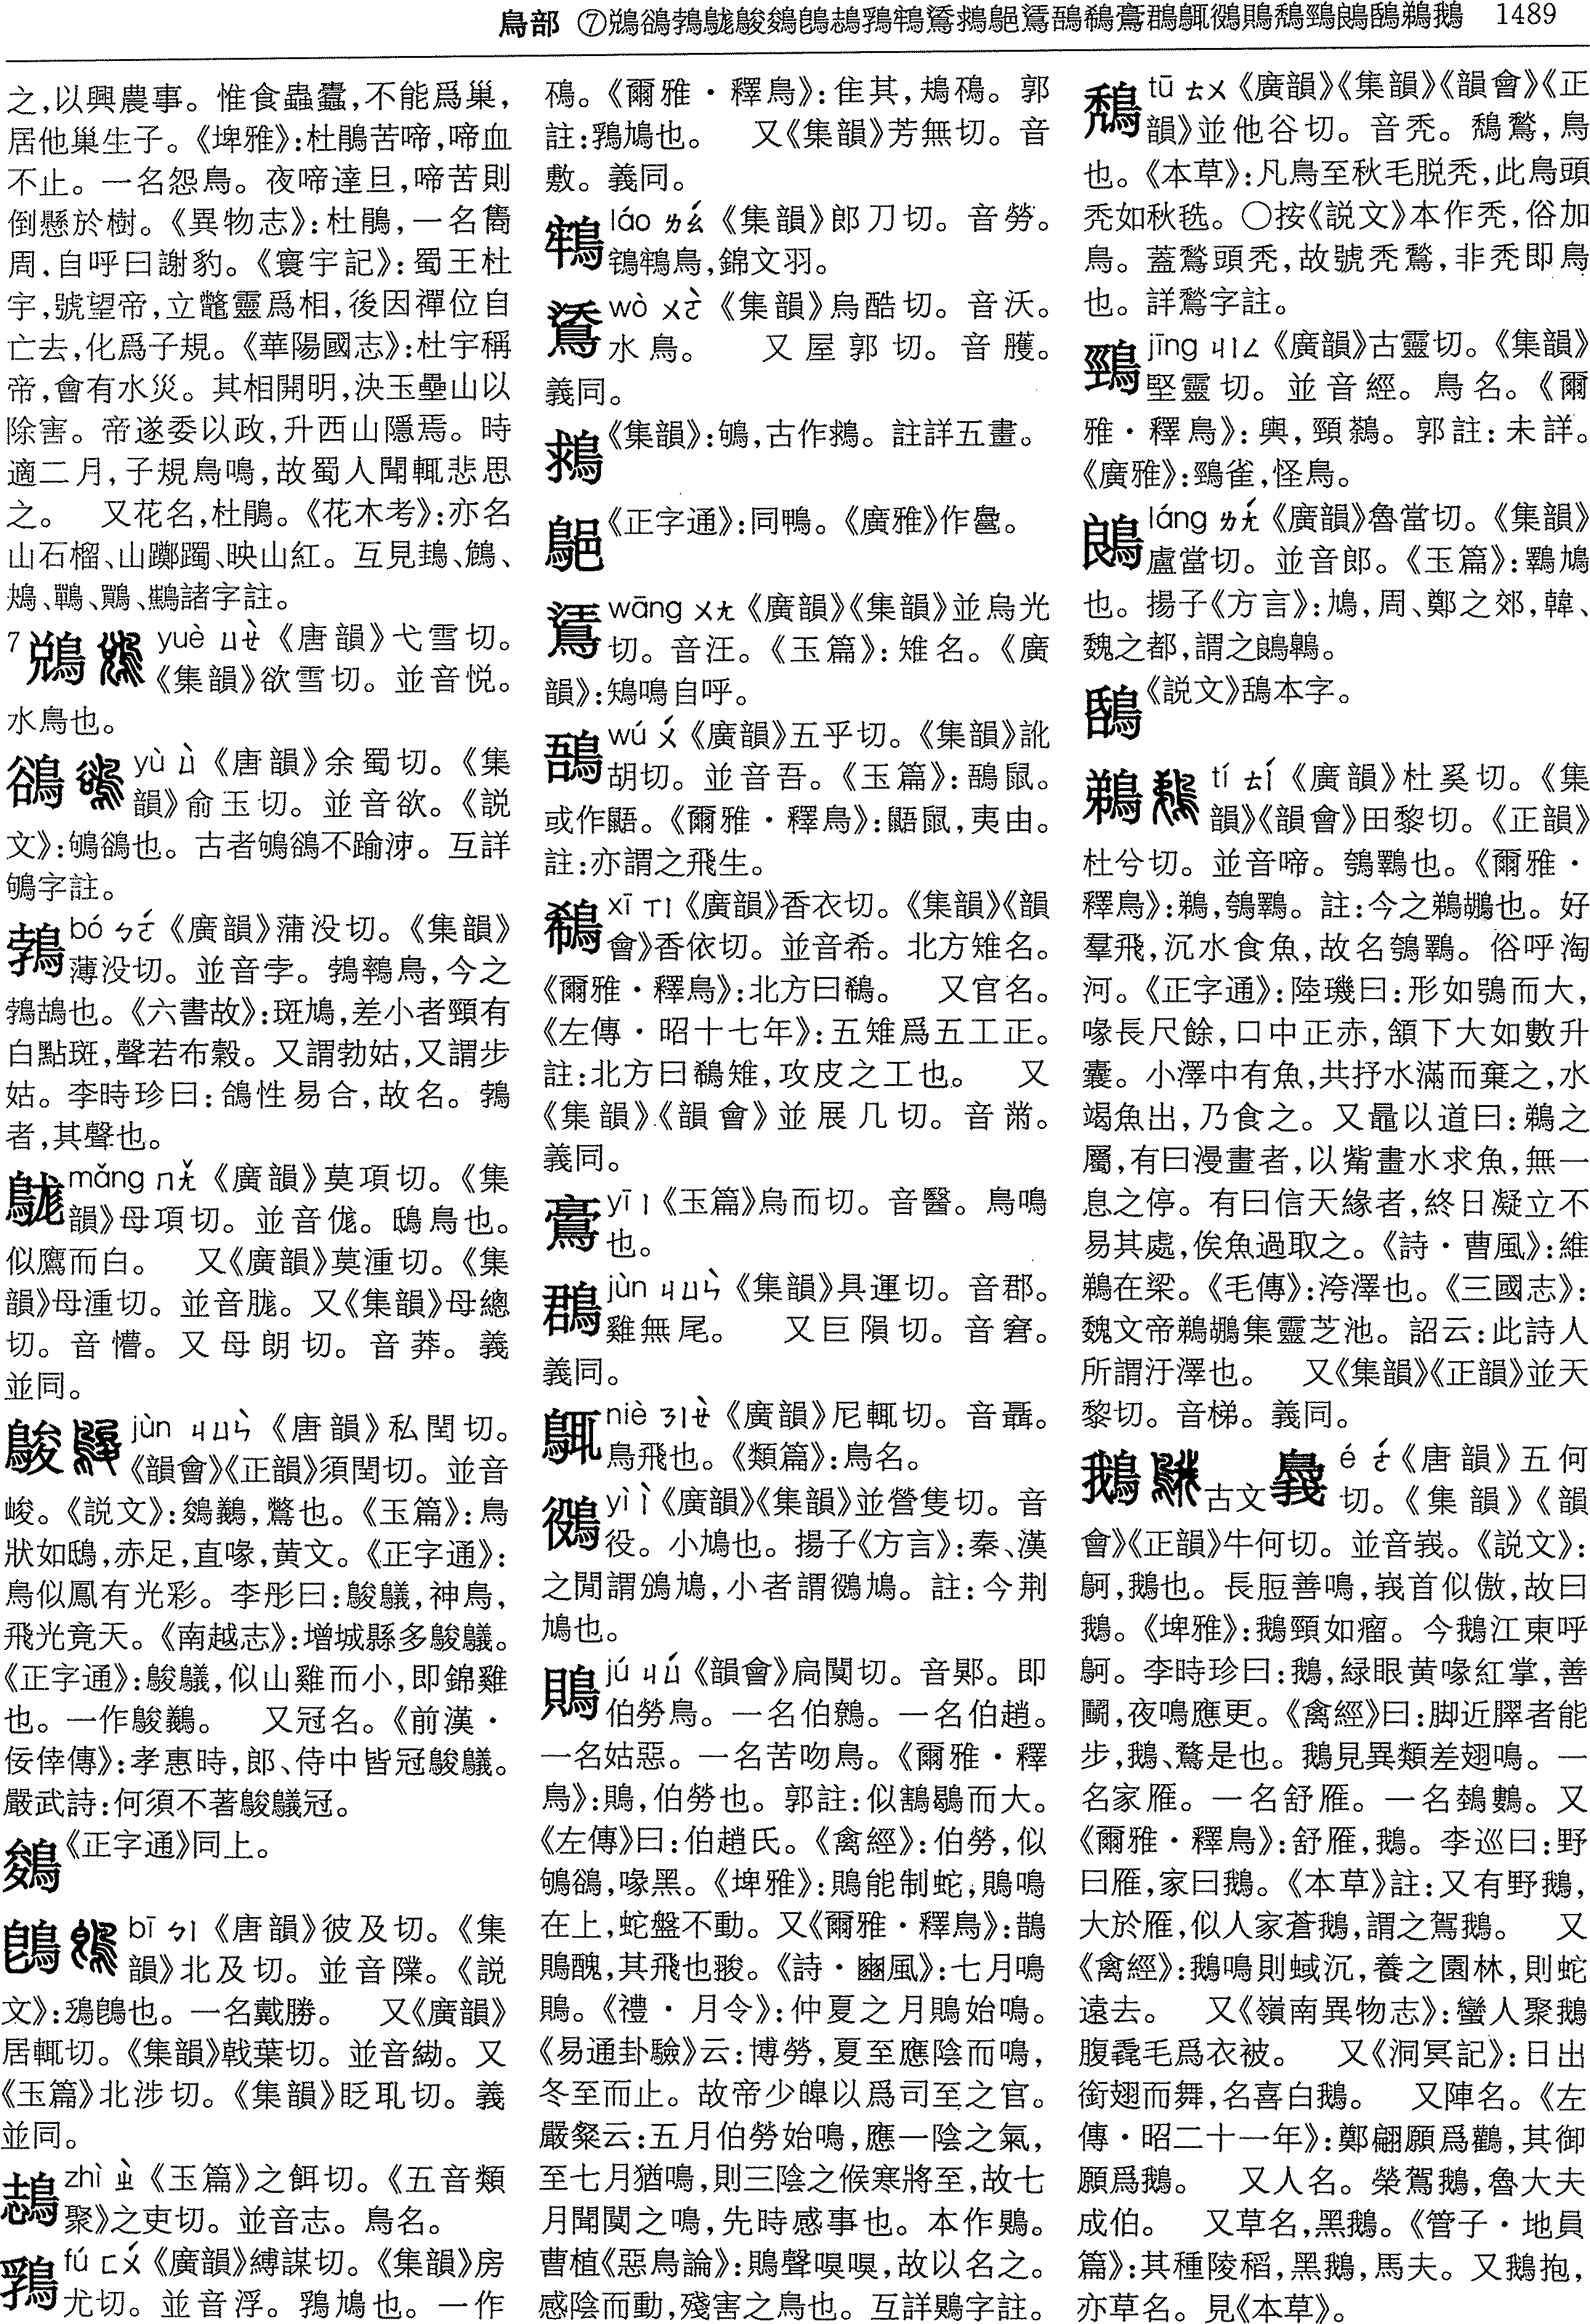 鳥部 ⑦鵵鵒鵓鵼鵔鵕鵖鵏鵌鵟 1489
之,以興農事。惟食蟲蠹,不能爲巢,
居他巢生子。《埤雅》:杜鵑苦啼,啼血
不止。一名怨鳥。夜啼達旦,啼苦則
倒懸於樹。《異物志》:杜鵑,一名巂
周,自呼曰謝豹。《寰宇記》:蜀王杜
宇,號望帝,立鼈靈爲相,後因禪位自
亡去,化爲子規。《華陽國志》:杜宇稱
帝,會有水災。其相開明,決玉壘山以
除害。帝遂委以政,升西山隱焉。時
適二月,子規鳥鳴,故蜀人聞輒悲思
之。 又花名,杜鵑。《花木考》:亦名
山石榴、山躑躅、映山紅。互見
諸字註。
7 yuè ㄩㄝˋ《唐韻》弋雪切。
《集韻》欲雪切。並音悦。
水鳥也。
鵒 yù ㄩˋ《唐韻》余蜀切。《集
韻》俞玉切。並音欲。《説
文》:鴝鵒也。古者鴝鵒不踰泲。互詳
鴝字註。
鵓 bó ㄅㄛˊ《廣韻》蒲没切。《集韻》
薄没切。並音孛。鵓鳥,今之
鵓鴣也。《六書故》:斑鳩,差小者頸有
白點斑,聲若布穀。又謂勃姑,又謂步
姑。李時珍曰:鴿性易合,故名。鵓
者,其聲也。
mǎng ㄇㄤˇ《廣韻》莫項切。《集
韻》母項切。並音㑃。鴟鳥也。
似鷹而白。 又《廣韻》莫湩切。《集
韻》母湩切。並音。又《集韻》母總
切。音懵。又母朗切。音莽。義
並同。
鵔 jùn ㄐㄩㄣˋ《唐韻》私閏切。
《韻會》《正韻》須閏切。並音
峻。《説文》:鵕鸃,鷩也。《玉篇》:鳥
狀如鴟,赤足,直喙,黄文。《正字通》:
鳥似鳳有光彩。李彤曰:鵔鸃,神鳥,
飛光竟天。《南越志》:增城縣多鵔鸃。
《正字通》:鵔鸃,似山雞而小,即錦雞
也。一作鵔鸃。 又冠名。《前漢·
佞倖傳》:孝惠時,郎、侍中皆冠鵔鸃。
嚴武詩:何須不著鵔鸃冠。
鵕《正字通》同上。
鵖 bī ㄅㄧ《唐韻》彼及切。《集
韻》北及切。並音。《説
文》:鴔鵖也。一名戴勝。 又《廣韻》
居輒切。《集韻》戟葉切。並音緰。又
《玉篇》北涉切。《集韻》眨耴切。義
並同。
zhì ㄓˋ《玉篇》之餌切。《五音類
聚》之吏切。並音志。鳥名。
fú ㄈㄨˊ《廣韻》縛謀切。《集韻》房
尤切。並音浮。鳩也。一作
。《爾雅·釋鳥》:隹其,。郭
註:鳩也。 又《集韻》芳無切。音
敷。義同。
láo ㄌㄠˊ《集韻》郎刀切。音勞。
鳥,錦文羽。
鋈 wò ㄨㄛˋ《集韻》烏酷切。音沃。
水鳥。 又屋郭切。音臒。
義同。
《集韻》:鴝,古作。註詳五畫。
《正字通》:同鴨。《廣雅》作。
wāng ㄨㄤ《廣韻》《集韻》並烏光
切。音汪。《玉篇》:雉名。《廣
韻》:鳴自呼。
鵐 wú ㄨˊ《廣韻》五乎切。《集韻》訛
胡切。並音吾。《玉篇》:鼠。
或作鼯。《爾雅·釋鳥》:鼯鼠,夷由。
註:亦謂之飛生。
鵗 xī ㄒㄧ《廣韻》香衣切。《集韻》《韻
會》香依切。並音希。北方雉名。
《爾雅·釋鳥》:北方曰鵗。 又官名。
《左傳·昭十七年》:五雉爲五工正。
註:北方曰鵗雉,攻皮之工也。 又
《集韻》《韻會》並展几切。音黹。
義同。
yī ㄧ《玉篇》烏而切。音醫。鳥鳴
也。
鵘 jùn ㄐㄩㄣˋ《集韻》具運切。音郡。
雞無尾。 又巨隕切。音窘。
義同。
niè ㄋㄧㄝˋ《廣韻》尼輒切。音聶。
鳥飛也。《類篇》:鳥名。
yì ㄧˋ《廣韻》《集韻》並營隻切。音
役。小鳩也。揚子《方言》:秦、漢
之閒謂鳩,小者謂鳩。註:今荆
鳩也。
鵙 jú ㄐㄩˊ《韻會》扃闃切。音郹。即
伯勞鳥。一名伯鷯。一名伯趙。
一名姑惡。一名苦吻鳥。《爾雅·釋
鳥》:鵙,伯勞也。郭註:似鶷鶡而大。
《左傳》曰:伯趙氏。《禽經》:伯勞,似
鴝鵒,喙黑。《埤雅》:鵙能制蛇,鵙鳴
在上,蛇盤不動。又《爾雅·釋鳥》:鵲
鵙醜,其飛也翪。《詩·豳風》:七月鳴
鵙。《禮·月令》:仲夏之月鵙始鳴。
《易通卦驗》云:博勞,夏至應陰而鳴,
冬至而止。故帝少皞以爲司至之官。
嚴粲云:五月伯勞始鳴,應一陰之氣,
至七月猶鳴,則三陰之候寒將至,故七
月聞鵙之鳴,先時感事也。本作鶪。
曹植《惡鳥論》:鵙聲嗅嗅,故以名之。
感陰而動,殘害之鳥也。互詳鶪字註。
鵚 tū ㄊㄨ《廣韻》《集韻》《韻會》《正
韻》並他谷切。音秃。鵚鶖,鳥
也。《本草》:凡鳥至秋毛脱秃,此鳥頭
秃如秋毨。○按《説文》本作秃,俗加
鳥。蓋鶖頭秃,故號秃鶖,非秃即鳥
也。詳鶖字註。
鵛 jīng ㄐㄧㄥ《廣韻》古靈切。《集韻》
堅靈切。並音經。鳥名。《爾
雅·釋鳥》:輿,鵛鷋。郭註:未詳。
《廣雅》:鵛雀,怪鳥。
láng ㄌㄤˊ《廣韻》魯當切。《集韻》
盧當切。並音郎。《玉篇》:鳩
也。揚子《方言》:鳩,周、鄭之郊,韓、
魏之都,謂之。
《説文》鴰本字。
鵜 tí ㄊㄧˊ《廣韻》杜奚切。《集
韻》《韻會》田黎切。《正韻》
杜兮切。並音啼。鴮鸅也。《爾雅·
釋鳥》:鵜,鴮鸅。註:今之鵜鶘也。好
羣飛,沉水食魚,故名鴮鸅。俗呼淘
河。《正字通》:陸璣曰:形如鶚而大,
喙長尺餘,口中正赤,頷下大如數升
囊。小澤中有魚,共抒水滿而棄之,水
竭魚出,乃食之。又鼂以道曰:鵜之
屬,有曰漫畫者,以觜畫水求魚,無一
息之停。有曰信天緣者,終日凝立不
易其處,俟魚過取之。《詩·曹風》:維
鵜在梁。《毛傳》:洿澤也。《三國志》:
魏文帝鵜鶘集靈芝池。詔云:此詩人
所謂汙澤也。 又《集韻》《正韻》並天
黎切。音梯。義同。
鵝 古文 é ㄜˊ《唐韻》五何
切。《集韻》《韻
會》《正韻》牛何切。並音峩。《説文》:
鴚,鵝也。長脰善鳴,峩首似傲,故曰
鵝。《埤雅》:鵝頸如瘤。今鵝江東呼
鴚。李時珍曰:鵝,緑眼黄喙紅掌,善
鬭,夜鳴應更。《禽經》曰:脚近臎者能
步,鵝、鶩是也。鵝見異類差翅鳴。一
名家雁。一名舒雁。一名鵱鷜。又
《爾雅·釋鳥》:舒雁,鵝。李巡曰:野
曰雁,家曰鵝。《本草》註:又有野鵝,
大於雁,似人家蒼鵝,謂之駕鵝。 又
《禽經》:鵝鳴則蜮沉,養之園林,則蛇
遠去。 又《嶺南異物志》:蠻人聚鵝
腹毳毛爲衣被。 又《洞冥記》:日出
銜翅而舞,名喜白鵝。 又陣名。《左
傳·昭二十一年》:鄭翩願爲鸛,其御
願爲鵝。 又人名。榮駕鵝,魯大夫
成伯。 又草名,黑鵝。《管子·地員
篇》:其種陵稻,黑鵝,馬夫。又鵝抱,
亦草名。見《本草》。